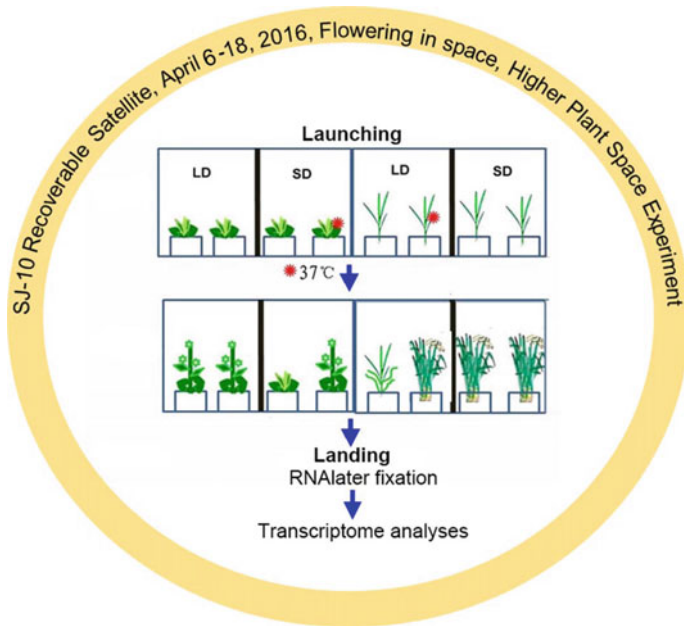 SJ-10 Recoverable Satellite, April 6-18, 2016, Flowering in space, Higher Plant Space Experiment
Launching
LD SD LD SD
37℃
Landing
RNAlater fixation
Transcriptome analyses